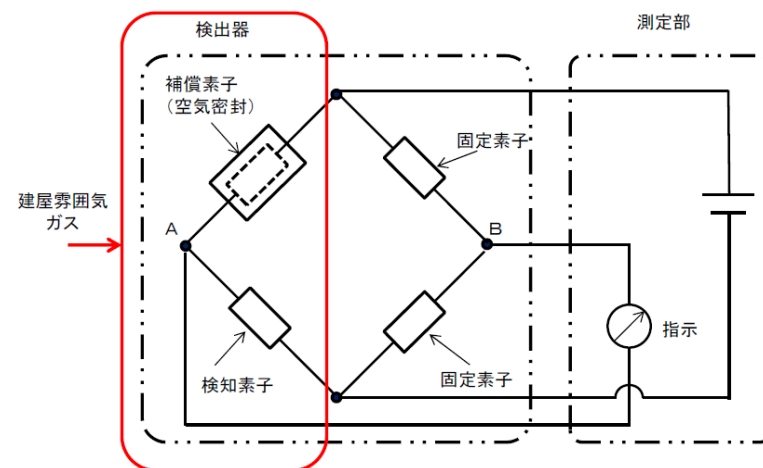 検出器
測定部
補償素子
(空気密封)
固定素子
建屋雰囲気
ガス
A
B
指示
検知素子
固定素子